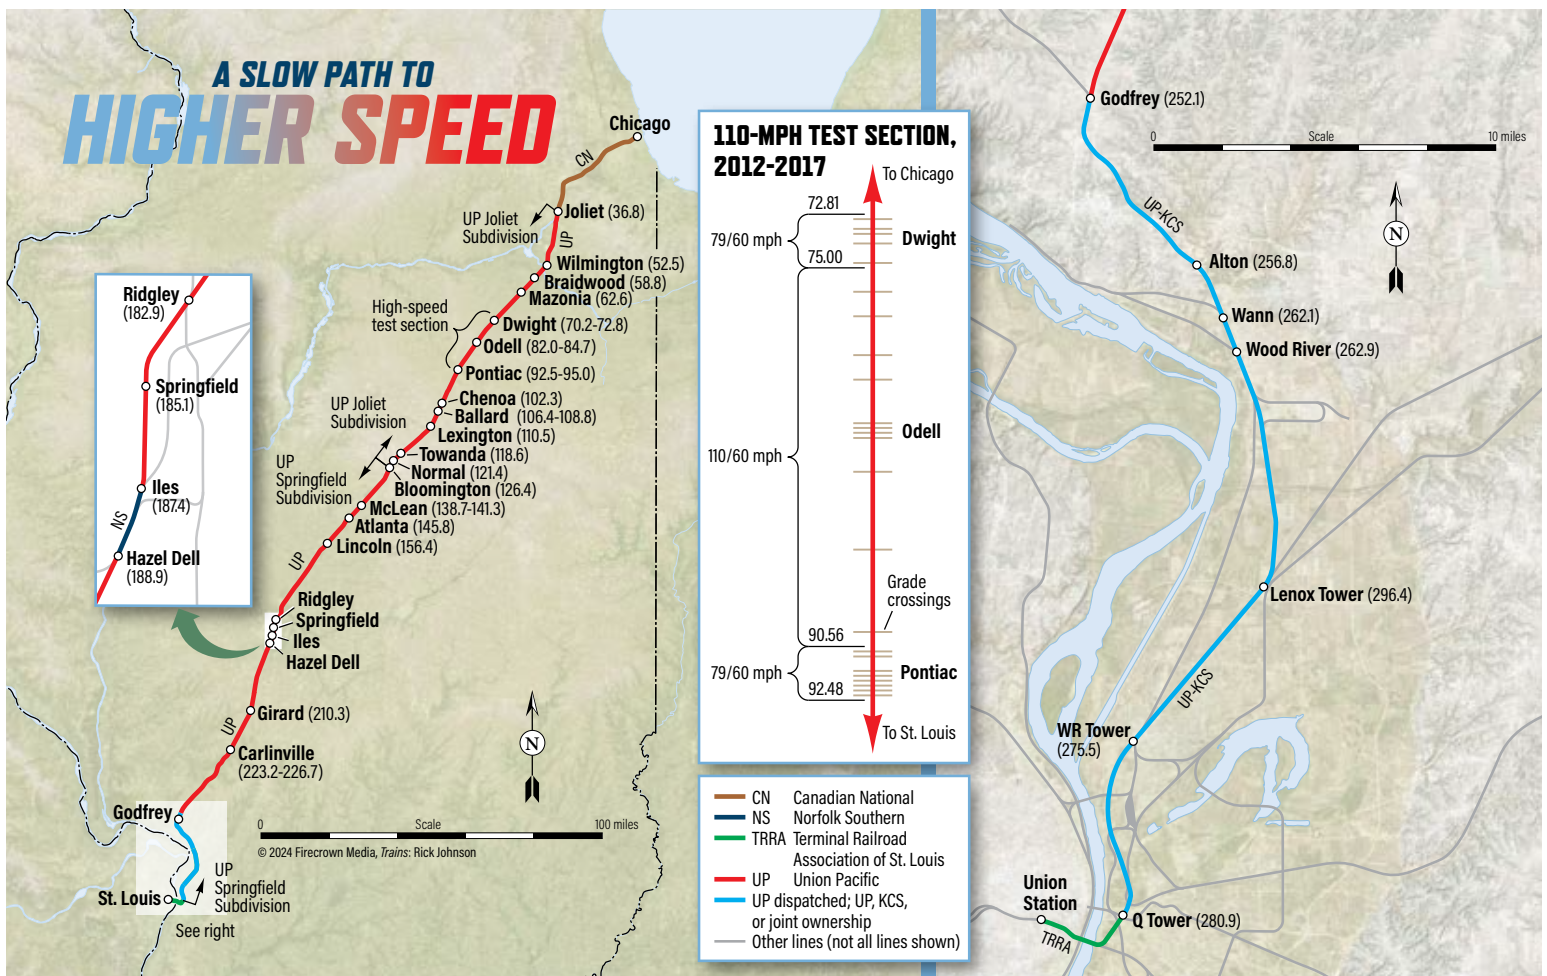 A SLOW PATH TO
HIGHER SPEED
Chicago
CN
Joliet (36.8)
UP Joliet
Subdivision
UP
Wilmington (52.5)
Braidwood (58.8)
Mazonia (62.6)
High-speed
test section
Dwight (70.2-72.8)
Odell (82.0-84.7)
Pontiac (92.5-95.0)
Chenoa (102.3)
Ballard (106.4-108.8)
Lexington (110.5)
UP Joliet
Subdivision
Towanda (118.6)
Normal (121.4)
Bloomington (126.4)
UP
Springfield
Subdivision
McLean (138.7-141.3)
Atlanta (145.8)
Lincoln (156.4)
UP
Ridgley
Springfield
Iles
Hazel Dell
Girard (210.3)
UP
Carlinville
(223.2-226.7)
Godfrey
St. Louis
UP
Springfield
Subdivision
See right
N
0 Scale 100 miles
© 2024 Firecrown Media, Trains: Rick Johnson
Ridgley
(182.9)
Springfield
(185.1)
Iles
(187.4)
NS
Hazel Dell
(188.9)
110-MPH TEST SECTION,
2012-2017
To Chicago
72.81
79/60 mph
Dwight
75.00
110/60 mph
Odell
Grade
crossings
90.56
79/60 mph
Pontiac
92.48
To St. Louis
CN Canadian National
NS Norfolk Southern
TRRA Terminal Railroad
Association of St. Louis
UP Union Pacific
UP dispatched; UP, KCS,
or joint ownership
Other lines (not all lines shown)
Godfrey (252.1)
0 Scale 10 miles
N
UP-KCS
Alton (256.8)
Wann (262.1)
Wood River (262.9)
Lenox Tower (296.4)
UP-KCS
WR Tower
(275.5)
Union
Station
Q Tower (280.9)
TRRA